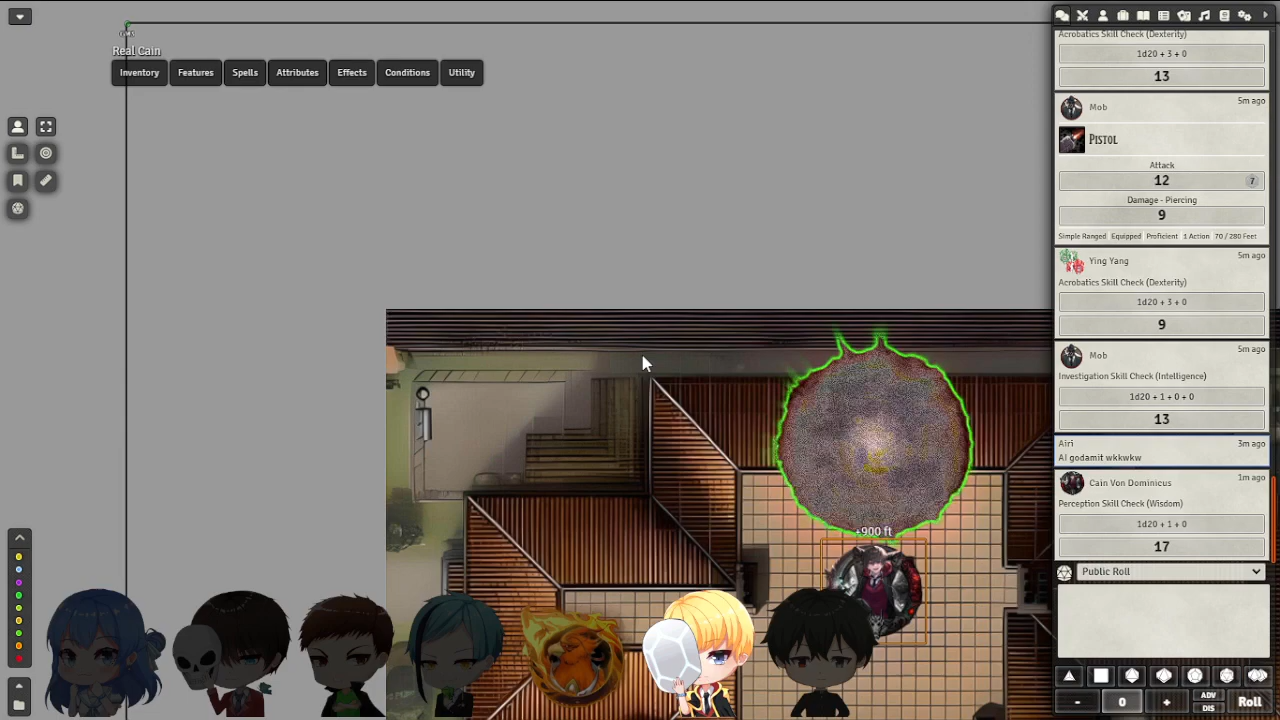 Real Cain
Inventory Features Spells Attributes Effects Conditions Utility
+900 ft
Acrobatics Skill Check (Dexterity)
1d20 + 3 + 0
13
Mob 5m ago
PISTOL
Attack
12 7
Damage - Piercing
9
Simple Ranged Equipped Proficient 1 Action 70 / 280 Feet
Ying Yang 5m ago
Acrobatics Skill Check (Dexterity)
1d20 + 3 + 0
9
Mob 5m ago
Investigation Skill Check (Intelligence)
1d20 + 1 + 0 + 0
13
Airi 3m ago
AI godamit wkkwkw
Cain Von Dominicus 1m ago
Perception Skill Check (Wisdom)
1d20 + 1 + 0
17
Public Roll
- 0 + ADV DIS Roll